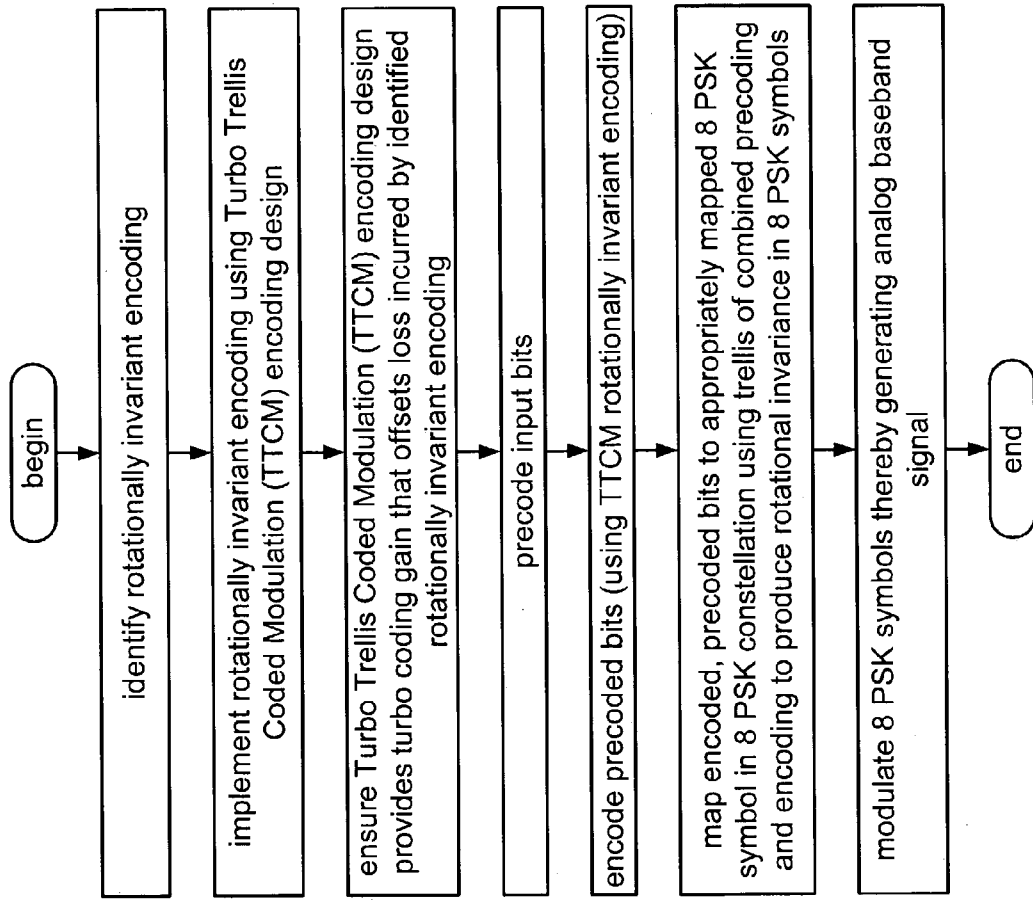 begin
identify rotationally invariant encoding
implement rotationally invariant encoding using Turbo Trellis
Coded Modulation (TTCM) encoding design
ensure Turbo Trellis Coded Modulation (TTCM) encoding design
provides turbo coding gain that offsets loss incurred by identified
rotationally invariant encoding
precode input bits
encode precoded bits (using TTCM rotationally invariant encoding)
map encoded, precoded bits to appropriately mapped 8 PSK
symbol in 8 PSK constellation using trellis of combined precoding
and encoding to produce rotational invariance in 8 PSK symbols
modulate 8 PSK symbols thereby generating analog baseband
signal
end